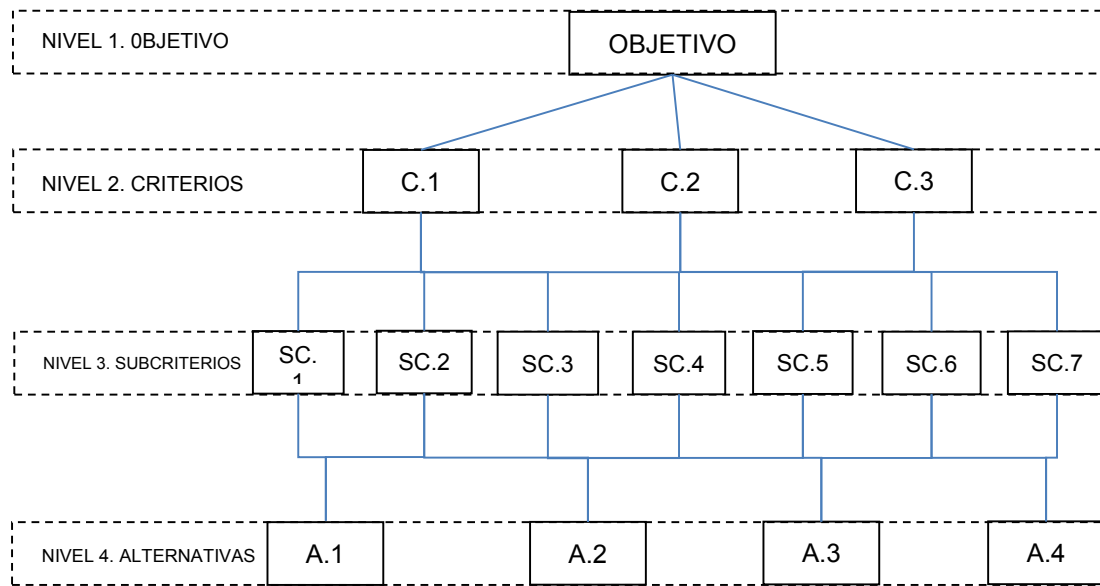 NIVEL 1. 0BJETIVO
OBJETIVO
NIVEL 2. CRITERIOS
C.1
C.2
C.3
NIVEL 3. SUBCRITERIOS
SC.
1
SC.2
SC.3
SC.4
SC.5
SC.6
SC.7
NIVEL 4. ALTERNATIVAS
A.1
A.2
A.3
A.4